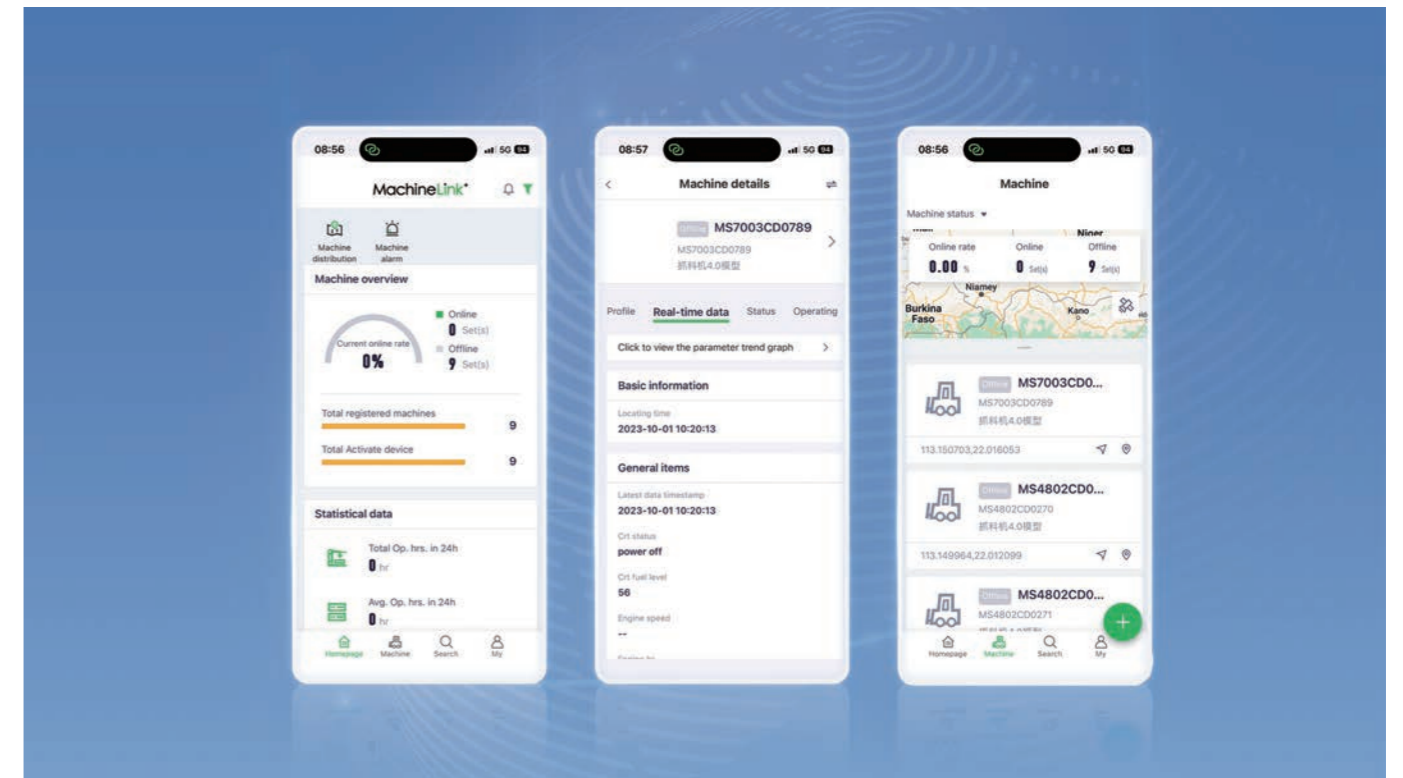 08:56
5G 94
MachineLink+
Machine distribution
Machine alarm
Machine overview
Current online rate
0%
Online
0 Set(s)
Offline
9 Set(s)
Total registered machines
9
Total Activate device
9
Statistical data
Total Op. hrs. in 24h
0 hr
Avg. Op. hrs. in 24h
0 hr
Homepage Machine Search My
08:57
5G 94
Machine details
Offline MS7003CD0789
MS7003CD0789
抓料机4.0模型
Profile Real-time data Status Operating
Click to view the parameter trend graph
Basic information
Locating time
2023-10-01 10:20:13
General items
Latest data timestamp
2023-10-01 10:20:13
Crt status
power off
Crt fuel level
56
Engine speed
--
08:56
5G 94
Machine
Machine status
Niger
Online rate Online Offline
0.00 % 0 Set(s) 9 Set(s)
Niamey
Burkina
Faso
Kano
Offline MS7003CD0...
MS7003CD0789
抓料机4.0模型
113.150703,22.016053
Offline MS4802CD0...
MS4802CD0270
抓料机4.0模型
113.149964,22.012099
Offline MS4802CD0...
MS4802CD0271
Homepage Machine Search My